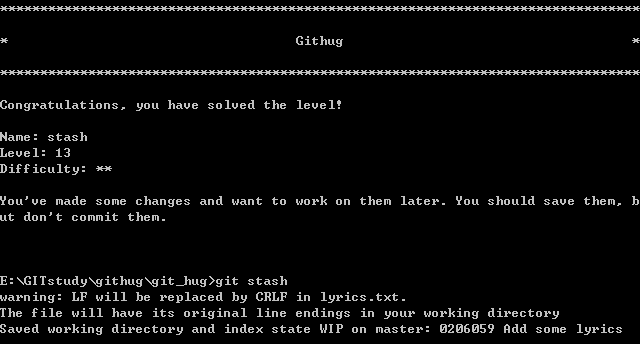 ********************************************************************************
*                                    Githug                                    *
********************************************************************************
Congratulations, you have solved the level!
Name: stash
Level: 13
Difficulty: **
You've made some changes and want to work on them later. You should save them, b
ut don't commit them.
E:\GITstudy\githug\git_hug>git stash
warning: LF will be replaced by CRLF in lyrics.txt.
The file will have its original line endings in your working directory
Saved working directory and index state WIP on master: 0206059 Add some lyrics